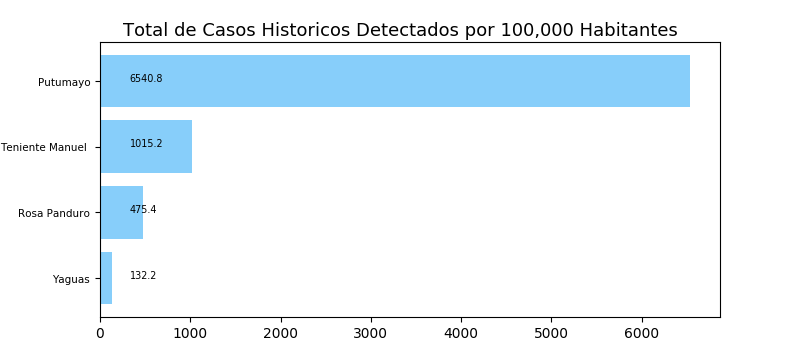 Total de Casos Historicos Detectados por 100,000 Habitantes
Putumayo
6540.8
Teniente Manuel
1015.2
Rosa Panduro
475.4
Yaguas
132.2
0 1000 2000 3000 4000 5000 6000